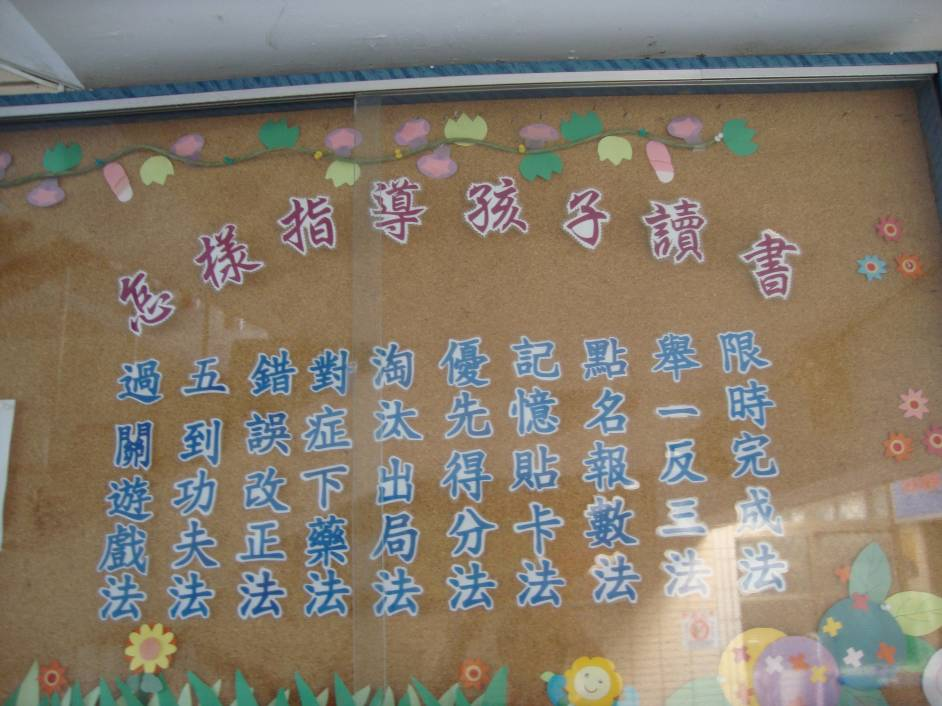 怎樣指導孩子讀書
限時完成法
舉一反三法
點名報數法
記憶貼卡法
優先得分法
淘汰出局法
對症下藥法
錯誤改正法
五到功夫法
過關遊戲法